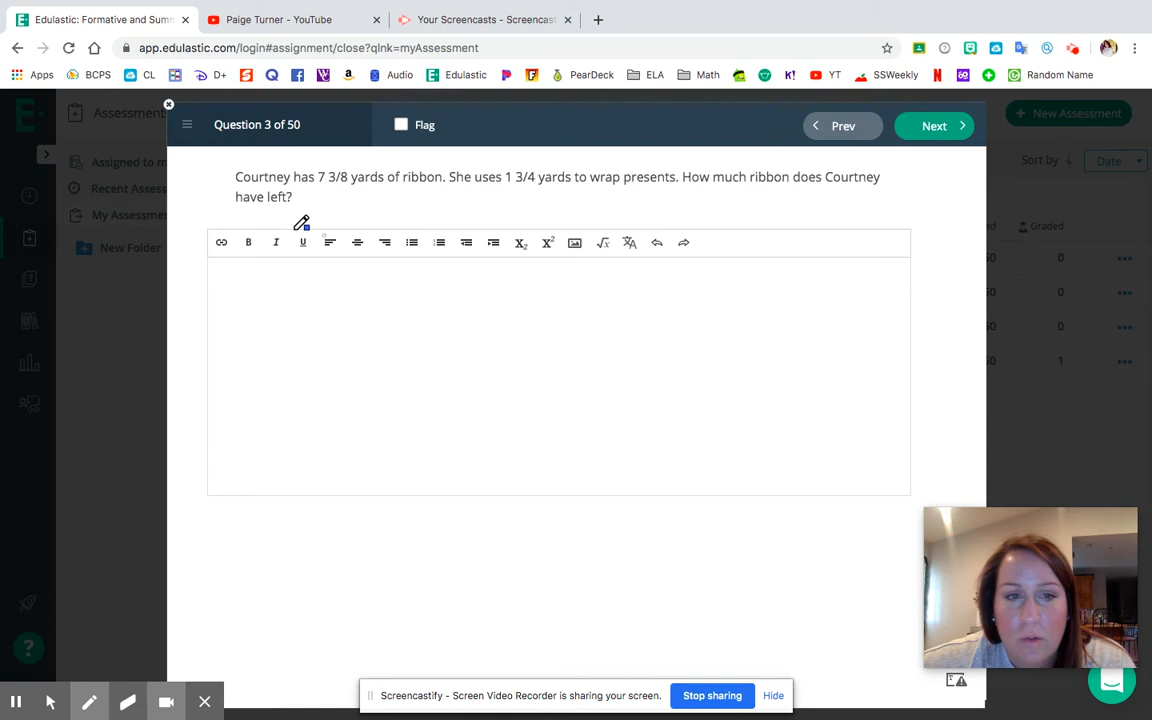 Edulastic: Formative and Summ
Paige Turner - YouTube
Your Screencasts - Screencast
app.edulastic.com/login#assignment/close?qlnk=myAssessment
Apps
BCPS
CL
D+
Audio
Edulastic
PearDeck
ELA
Math
K!
YT
SSWeekly
Random Name
Assessment
Question 3 of 50
Flag
Prev
Next
New Assessment
Assigned to m
Sort by
Date
Recent Assess
My Assessme
New Folder
Graded
0
0
0
1
Courtney has 7 3/8 yards of ribbon. She uses 1 3/4 yards to wrap presents. How much ribbon does Courtney
have left?
B
I
U
X2
X2
Screencastify - Screen Video Recorder is sharing your screen.
Stop sharing
Hide